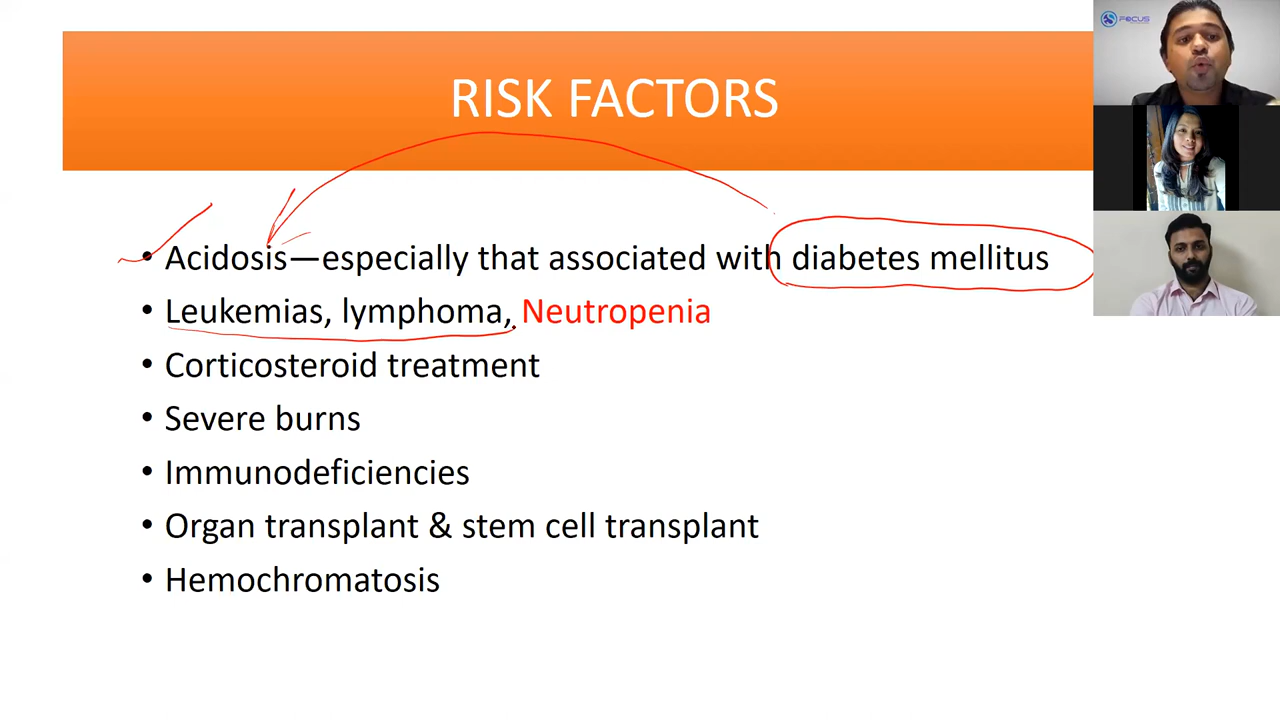 RISK FACTORS
FOCUS
• Acidosis—especially that associated with diabetes mellitus
• Leukemias, lymphoma, Neutropenia
• Corticosteroid treatment
• Severe burns
• Immunodeficiencies
• Organ transplant & stem cell transplant
• Hemochromatosis